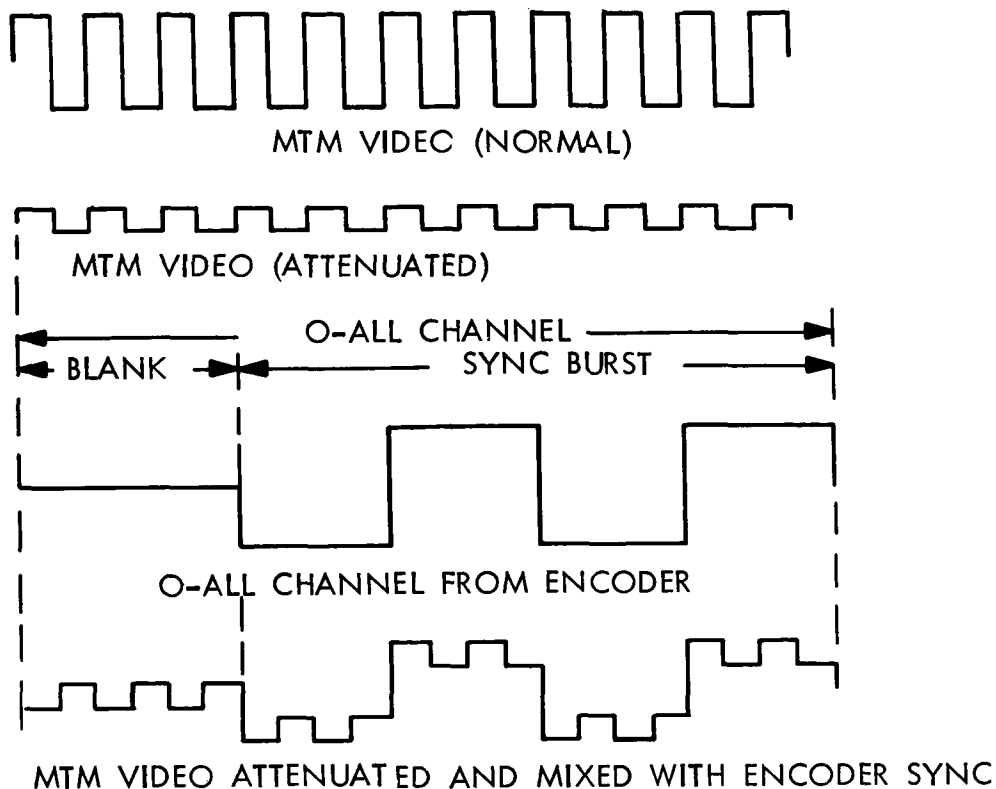 MTM VIDEC (NORMAL)
MTM VIDEO (ATTENUATED)
O-ALL CHANNEL
BLANK
SYNC BURST
O-ALL CHANNEL FROM ENCODER
MTM VIDEO ATTENUATED AND MIXED WITH ENCODER SYNC